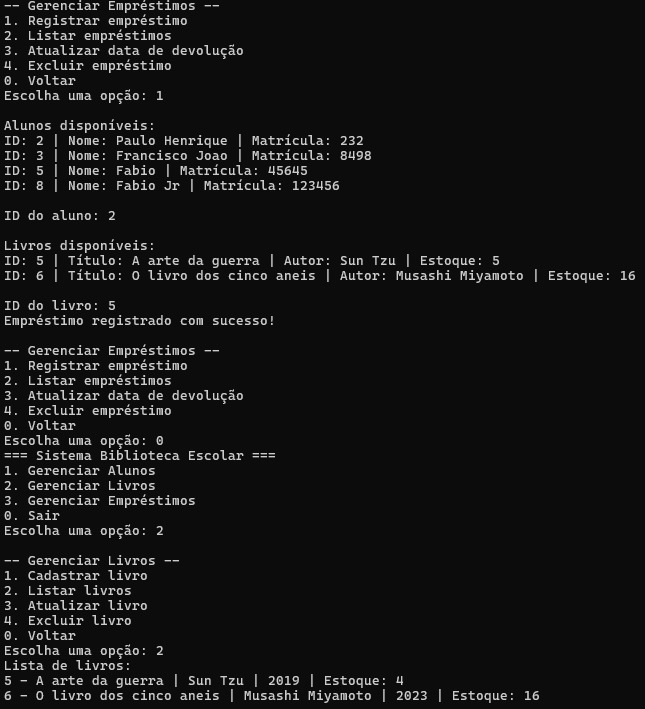 -- Gerenciar Empréstimos --
1. Registrar empréstimo
2. Listar empréstimos
3. Atualizar data de devolução
4. Excluir empréstimo
0. Voltar
Escolha uma opção: 1

Alunos disponíveis:
ID: 2 | Nome: Paulo Henrique | Matrícula: 232
ID: 3 | Nome: Francisco Joao | Matrícula: 8498
ID: 5 | Nome: Fabio | Matrícula: 45645
ID: 8 | Nome: Fabio Jr | Matrícula: 123456

ID do aluno: 2

Livros disponíveis:
ID: 5 | Título: A arte da guerra | Autor: Sun Tzu | Estoque: 5
ID: 6 | Título: O livro dos cinco aneis | Autor: Musashi Miyamoto | Estoque: 16

ID do livro: 5
Empréstimo registrado com sucesso!

-- Gerenciar Empréstimos --
1. Registrar empréstimo
2. Listar empréstimos
3. Atualizar data de devolução
4. Excluir empréstimo
0. Voltar
Escolha uma opção: 0
=== Sistema Biblioteca Escolar ===
1. Gerenciar Alunos
2. Gerenciar Livros
3. Gerenciar Empréstimos
0. Sair
Escolha uma opção: 2

-- Gerenciar Livros --
1. Cadastrar livro
2. Listar livros
3. Atualizar livro
4. Excluir livro
0. Voltar
Escolha uma opção: 2
Lista de livros:
5 - A arte da guerra | Sun Tzu | 2019 | Estoque: 4
6 - O livro dos cinco aneis | Musashi Miyamoto | 2023 | Estoque: 16